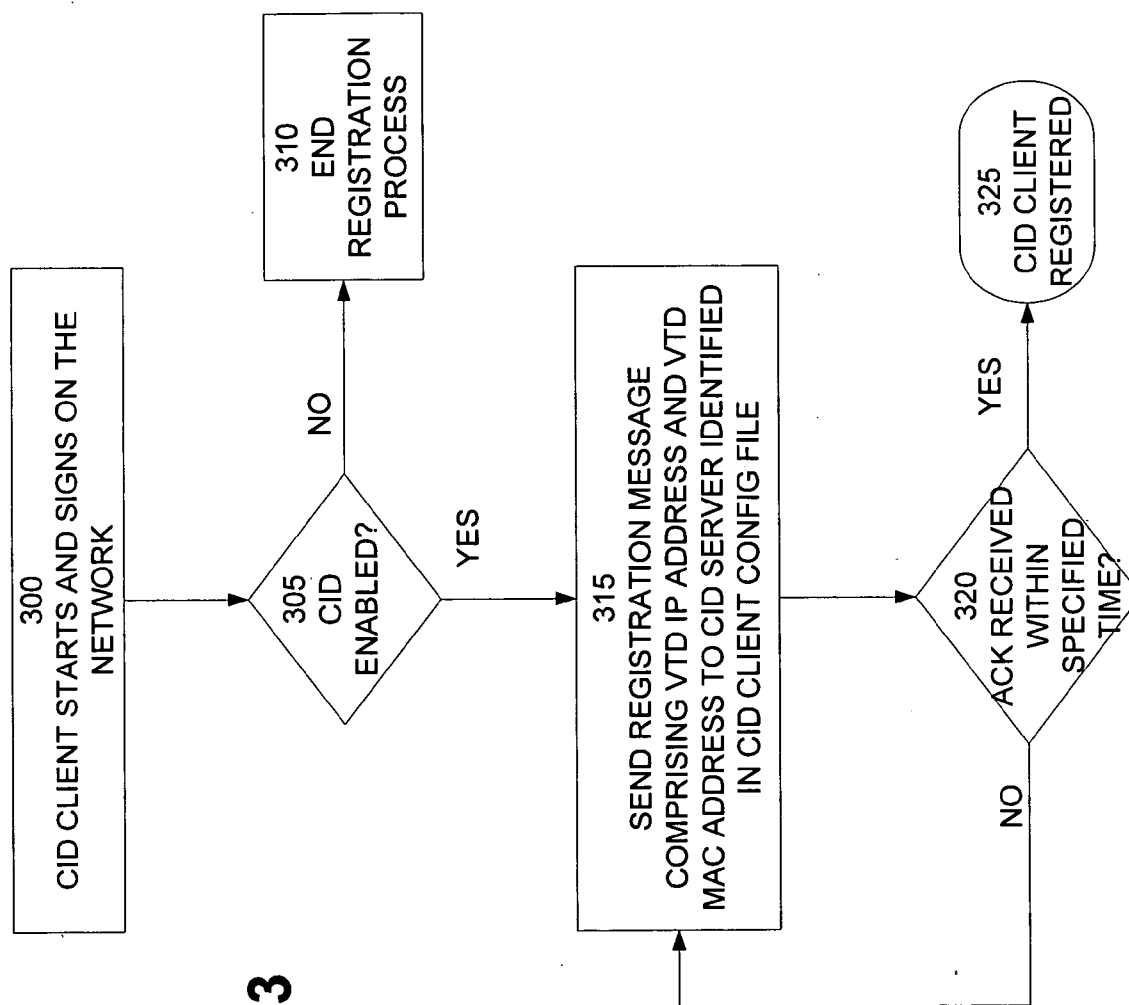 300
CID CLIENT STARTS AND SIGNS ON THE
NETWORK
305
CID
ENABLED?
NO
310
END
REGISTRATION
PROCESS
YES
315
SEND REGISTRATION MESSAGE
COMPRISING VTD IP ADDRESS AND VTD
MAC ADDRESS TO CID SERVER IDENTIFIED
IN CID CLIENT CONFIG FILE
320
ACK RECEIVED
WITHIN
SPECIFIED
TIME?
YES
325
CID CLIENT
REGISTERED
NO
3